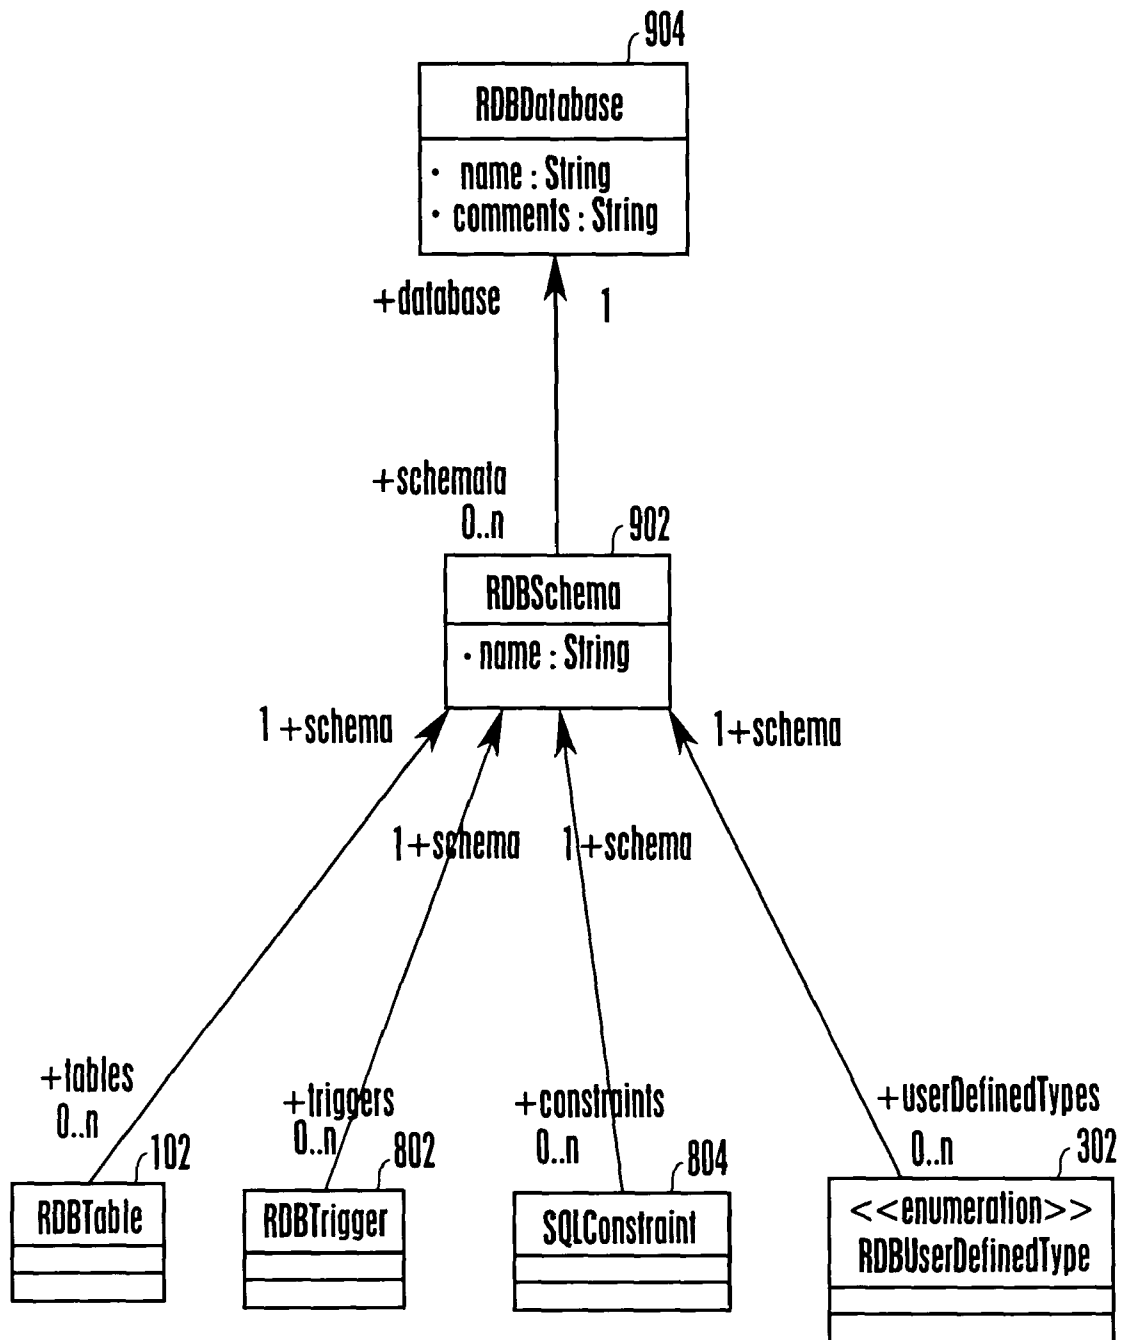 904
RDBDatabase
· name : String
· comments : String
+database
1
+schemata
0..n
902
RDBSchema
· name : String
1 +schema
1+schema
1+schema
1+schema
+tables
0..n
102
+triggers
0..n
802
+constraints
0..n
804
+userDefinedTypes
0..n
302
RDBTable
RDBTrigger
SQLConstraint
<<enumeration>>
RDBUserDefinedType